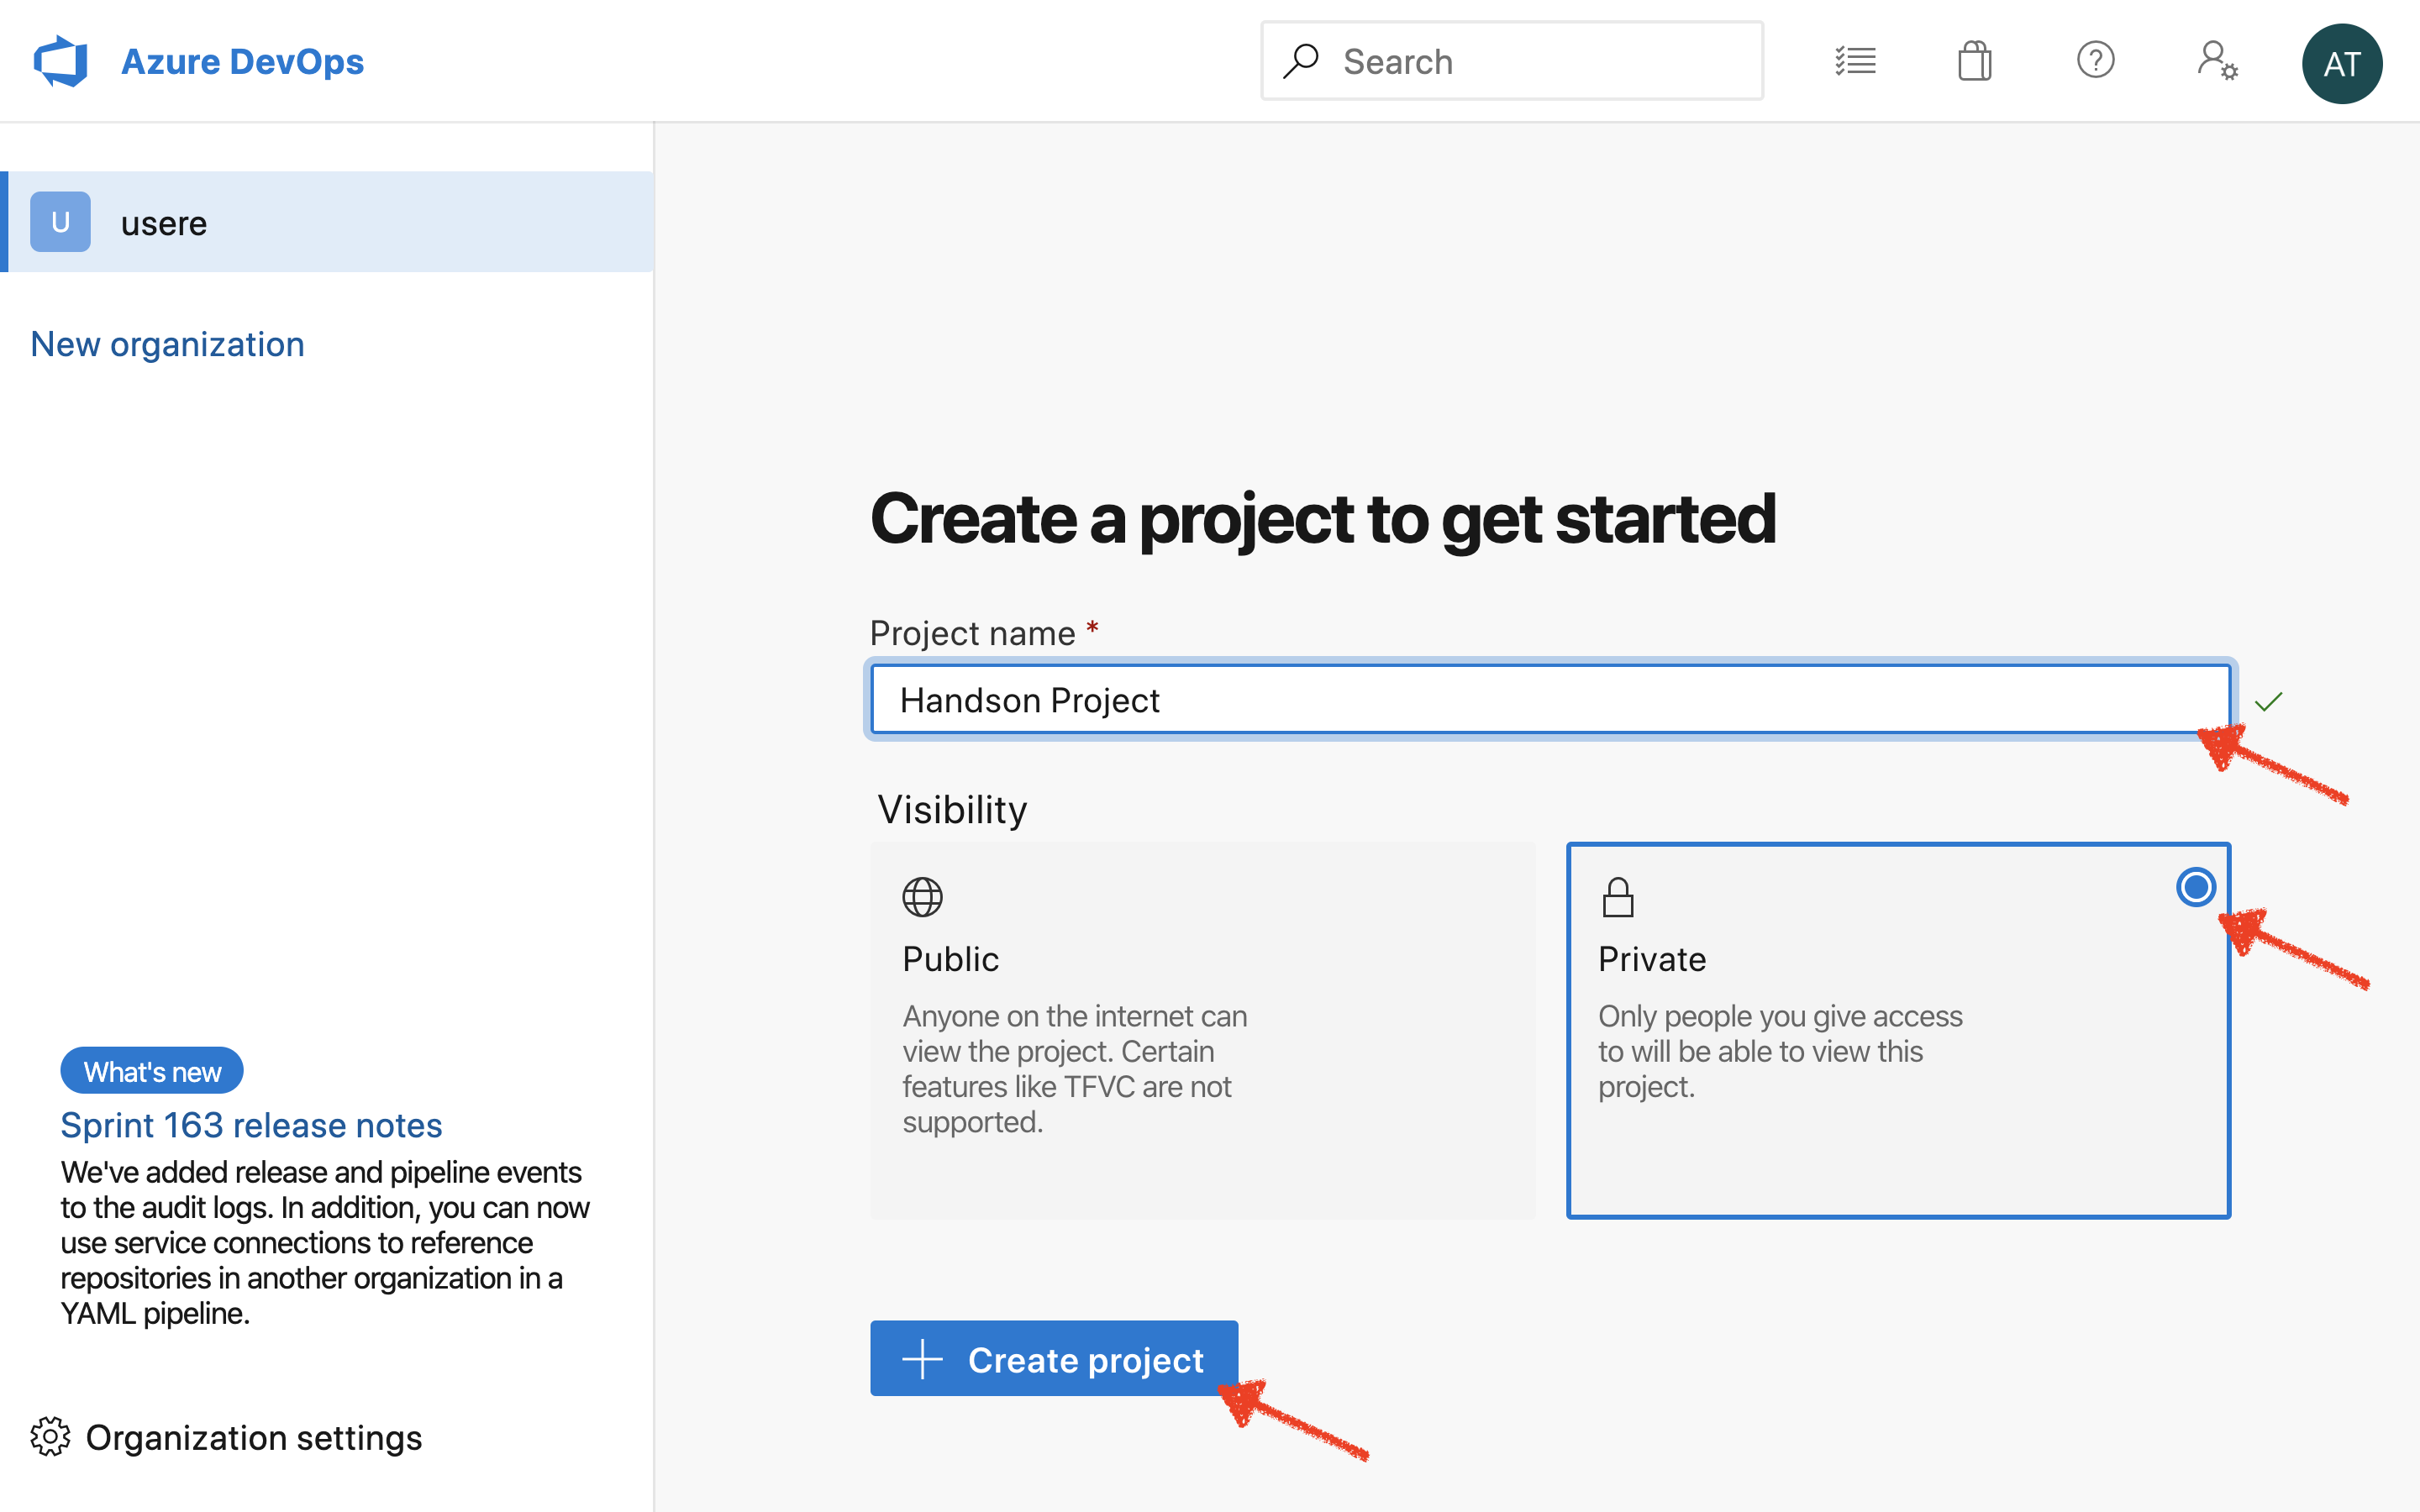 Azure DevOps
Search
AT
U
usere
New organization
Create a project to get started
Project name *
Handson Project
Visibility
Public
Anyone on the internet can
view the project. Certain
features like TFVC are not
supported.
Private
Only people you give access
to will be able to view this
project.
What's new
Sprint 163 release notes
We've added release and pipeline events
to the audit logs. In addition, you can now
use service connections to reference
repositories in another organization in a
YAML pipeline.
Create project
Organization settings